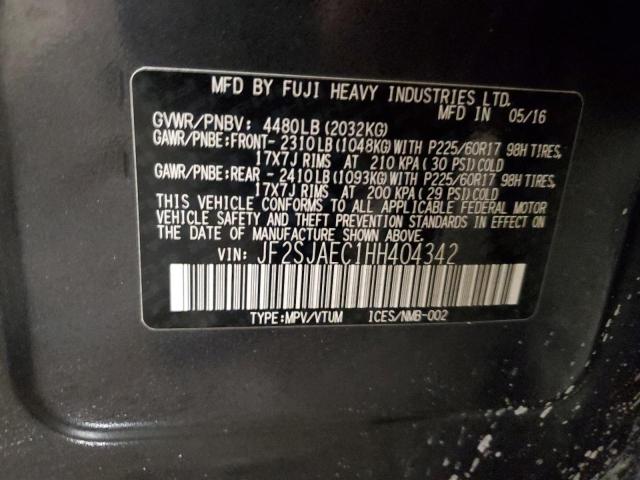 MFD BY FUJI HEAVY INDUSTRIES LTD.
MFD IN 05/16
GVWR/PNBV: 4480LB (2032KG)
GAWR/PNBE:FRONT- 2310 LB (1048KG) WITH P225/60R17 98H TIRES,
17X7J RIMS AT 210 KPA ( 30 PSI) COLD
GAWR/PNBE:REAR - 2410 LB (1093KG) WITH P225/60R17 98H TIRES,
17X7J RIMS AT 200 KPA (29 PSI) COLD
THIS VEHICLE CONFORMS TO ALL APPLICABLE FEDERAL MOTOR
VEHICLE SAFETY AND THEFT PREVENTION STANDARDS IN EFFECT ON
THE DATE OF MANUFACTURE SHOWN ABOVE.
VIN: JF2SJAEC1HH404342
TYPE:MPV/VTUM ICES/NMB-002